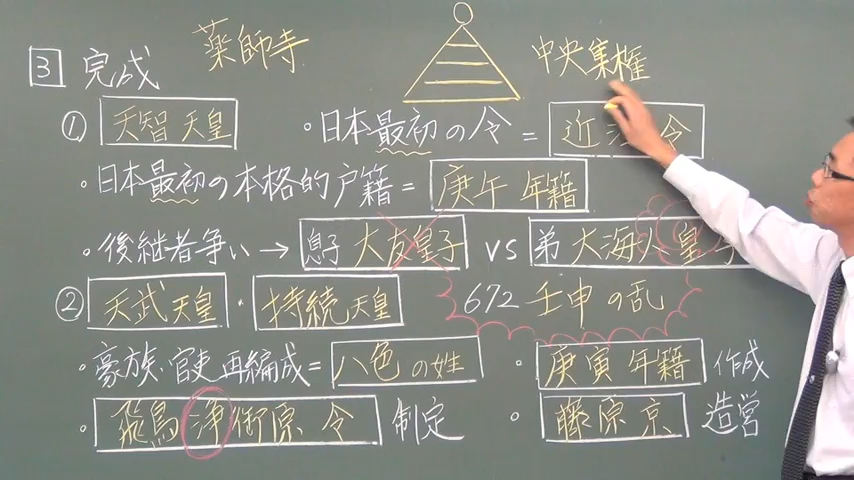 3 完成 薬師寺 中央集権
① 天智 天皇 ・日本最初の令 = 近江令
・日本最初の本格的戸籍 = 庚午 年籍
・後継者争い → 息子 大友皇子 vs 弟 大海人皇子
② 天武天皇 ・ 持統天皇 672 壬申の乱
・豪族・官吏再編成 = 八色の姓 ・庚寅 年籍 作成
・飛鳥浄御原 令 制定 ・藤原京 造営